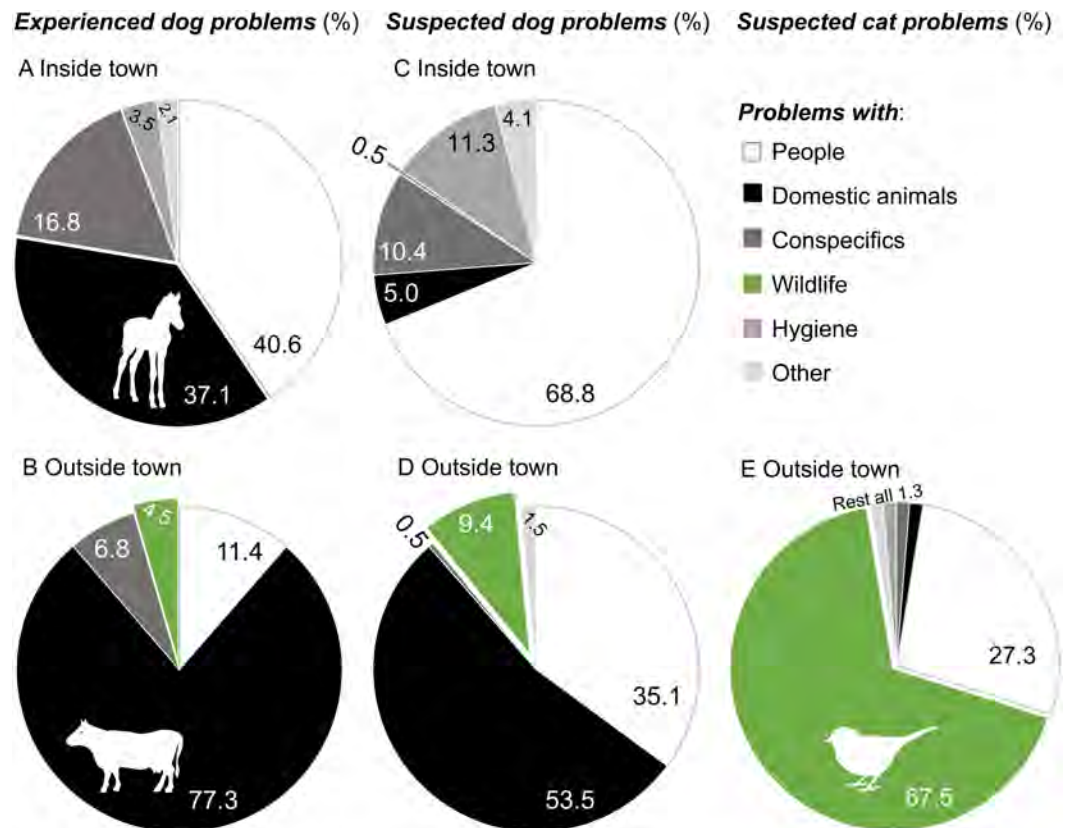 Experienced dog problems (%)
Suspected dog problems (%)
Suspected cat problems (%)
A Inside town
3.5
2.1
16.8
40.6
37.1
C Inside town
4.1
11.3
0.5
10.4
5.0
68.8
Problems with:
People
Domestic animals
Conspecifics
Wildlife
Hygiene
Other
B Outside town
4.5
6.8
11.4
77.3
D Outside town
9.4
1.5
0.5
35.1
53.5
E Outside town
Rest all 1.3
27.3
67.5